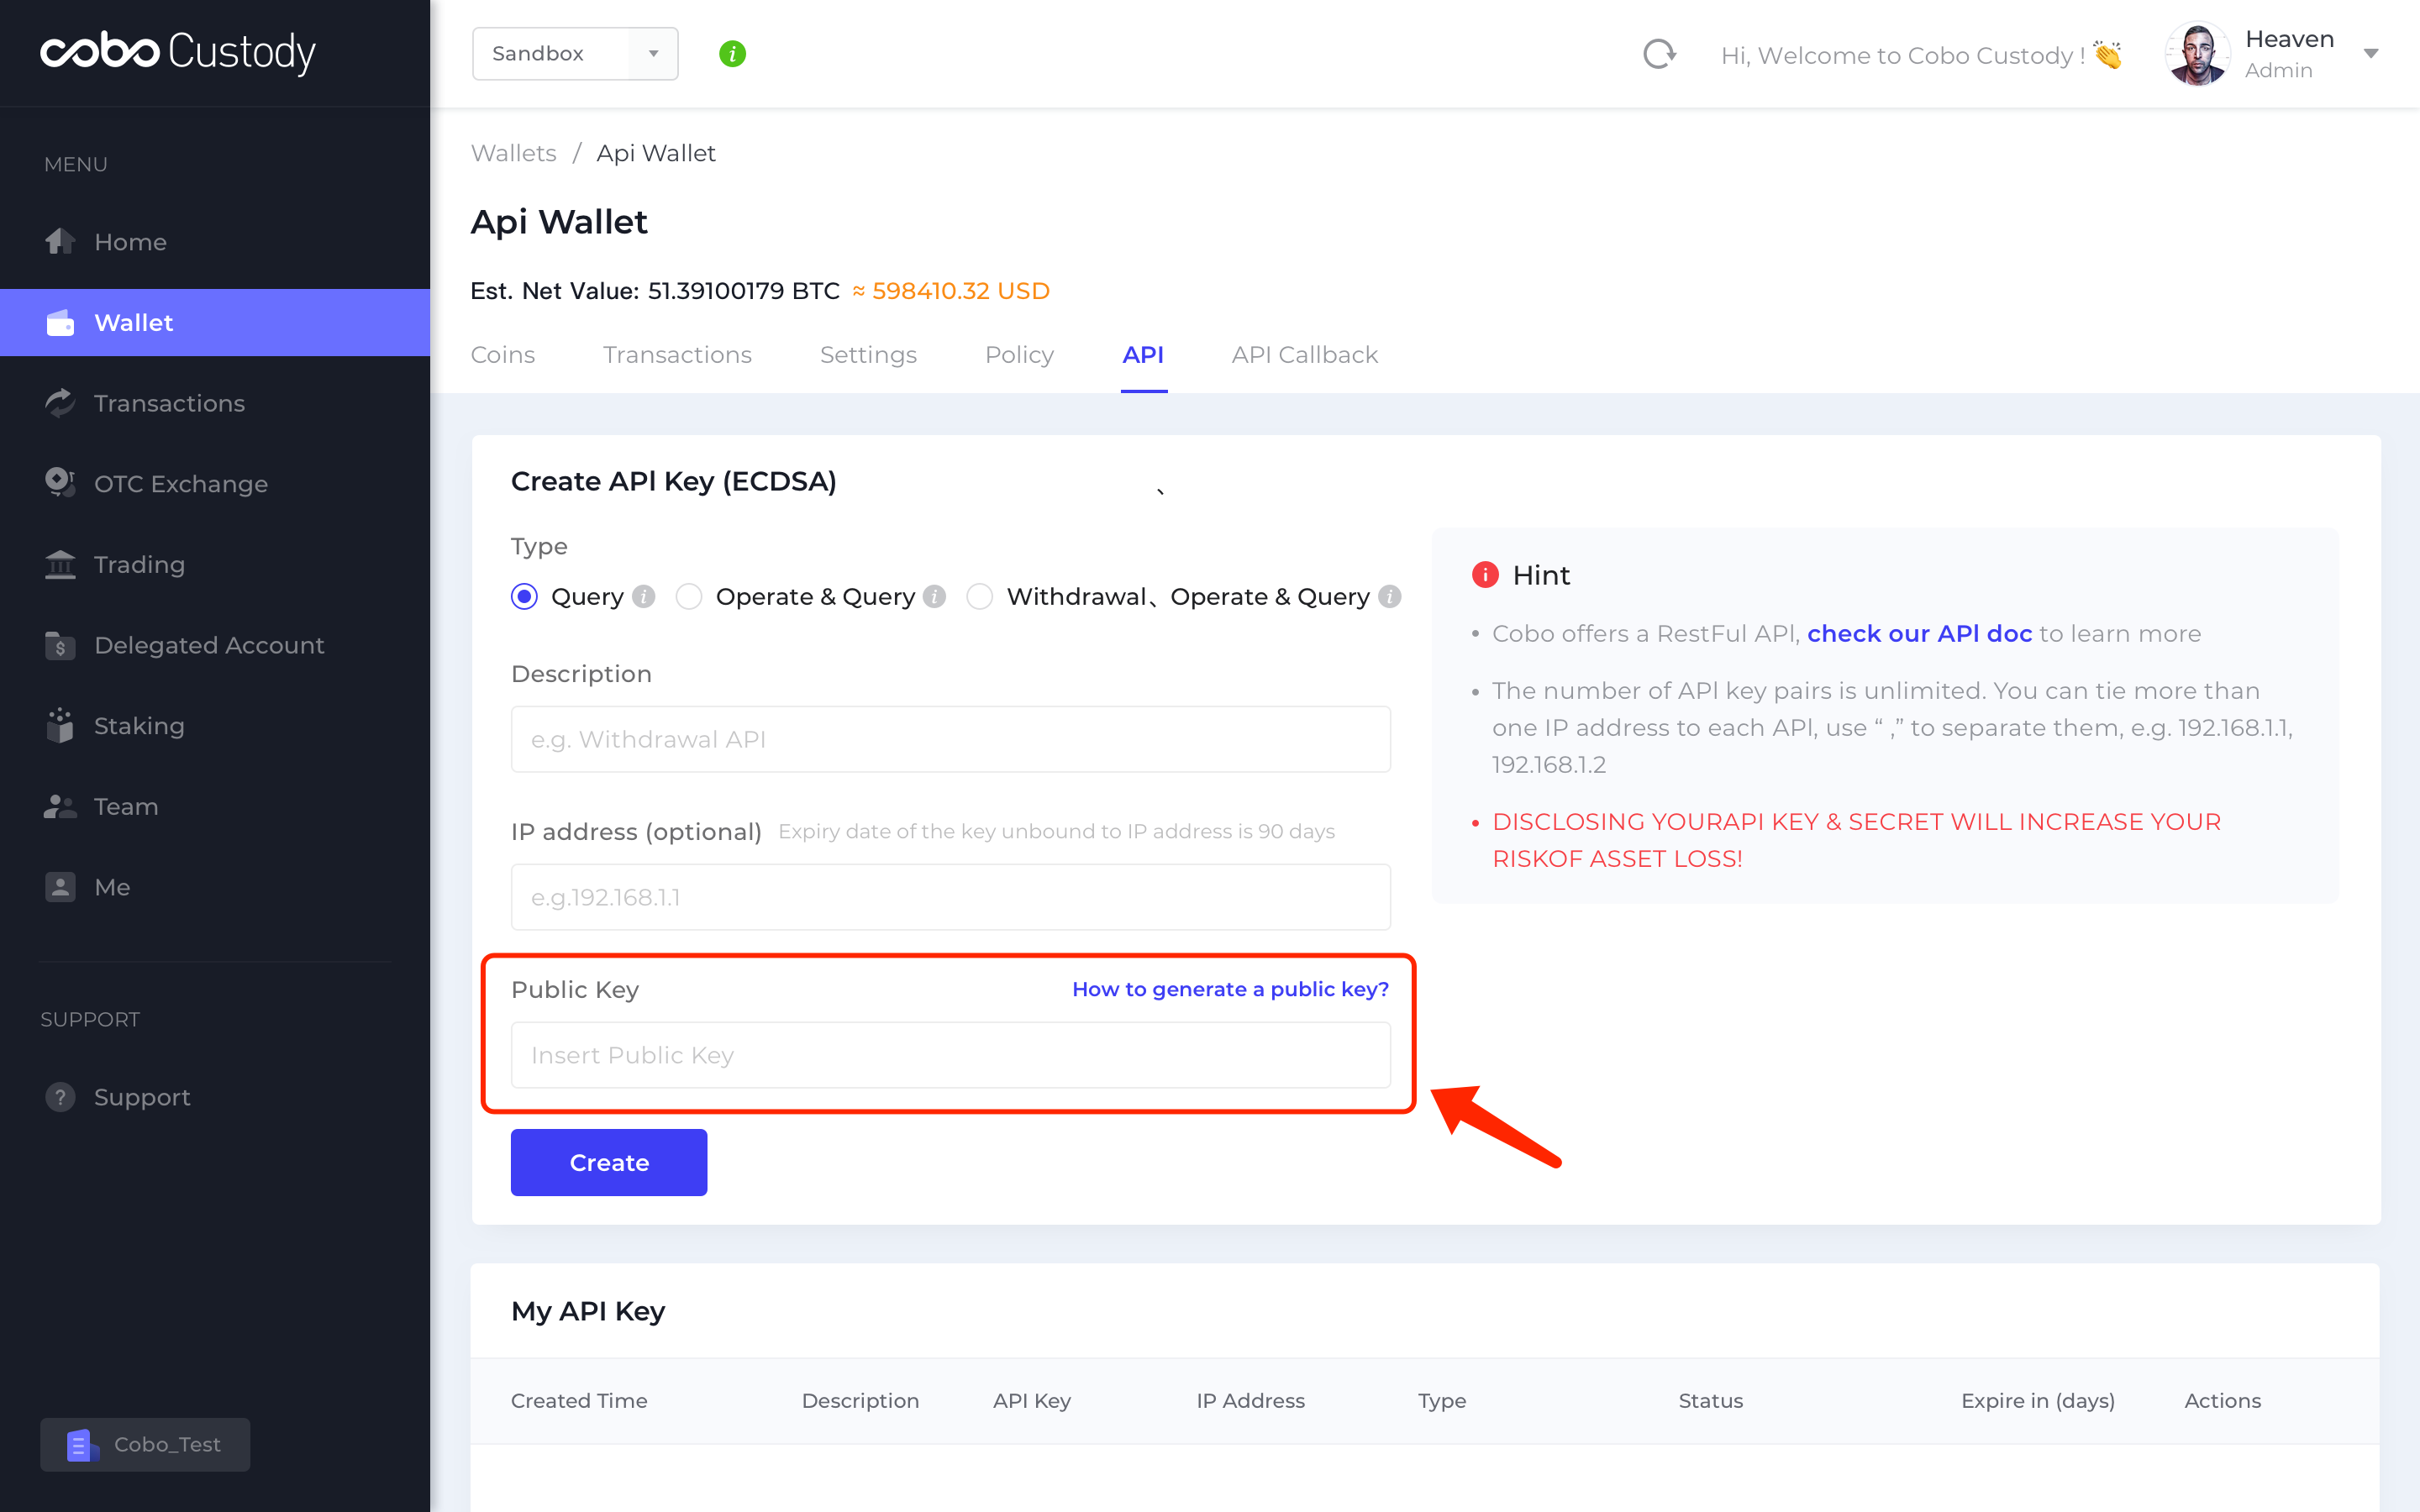 cobo Custody
Sandbox
Hi, Welcome to Cobo Custody ! 👏
Heaven
Admin
MENU
Home
Wallet
Transactions
OTC Exchange
Trading
Delegated Account
Staking
Team
Me
SUPPORT
Support
Cobo_Test
Wallets / Api Wallet
Api Wallet
Est. Net Value: 51.39100179 BTC ≈ 598410.32 USD
Coins Transactions Settings Policy API API Callback
Create API Key (ECDSA)
、
Type
Query Operate & Query Withdrawal、Operate & Query
Description
e.g. Withdrawal API
IP address (optional) Expiry date of the key unbound to IP address is 90 days
e.g.192.168.1.1
Public Key How to generate a public key?
Insert Public Key
Create
Hint
• Cobo offers a RestFul API, check our API doc to learn more
• The number of API key pairs is unlimited. You can tie more than
one IP address to each API, use “ ,” to separate them, e.g. 192.168.1.1,
192.168.1.2
• DISCLOSING YOURAPI KEY & SECRET WILL INCREASE YOUR
RISKOF ASSET LOSS!
My API Key
Created Time Description API Key IP Address Type Status Expire in (days) Actions